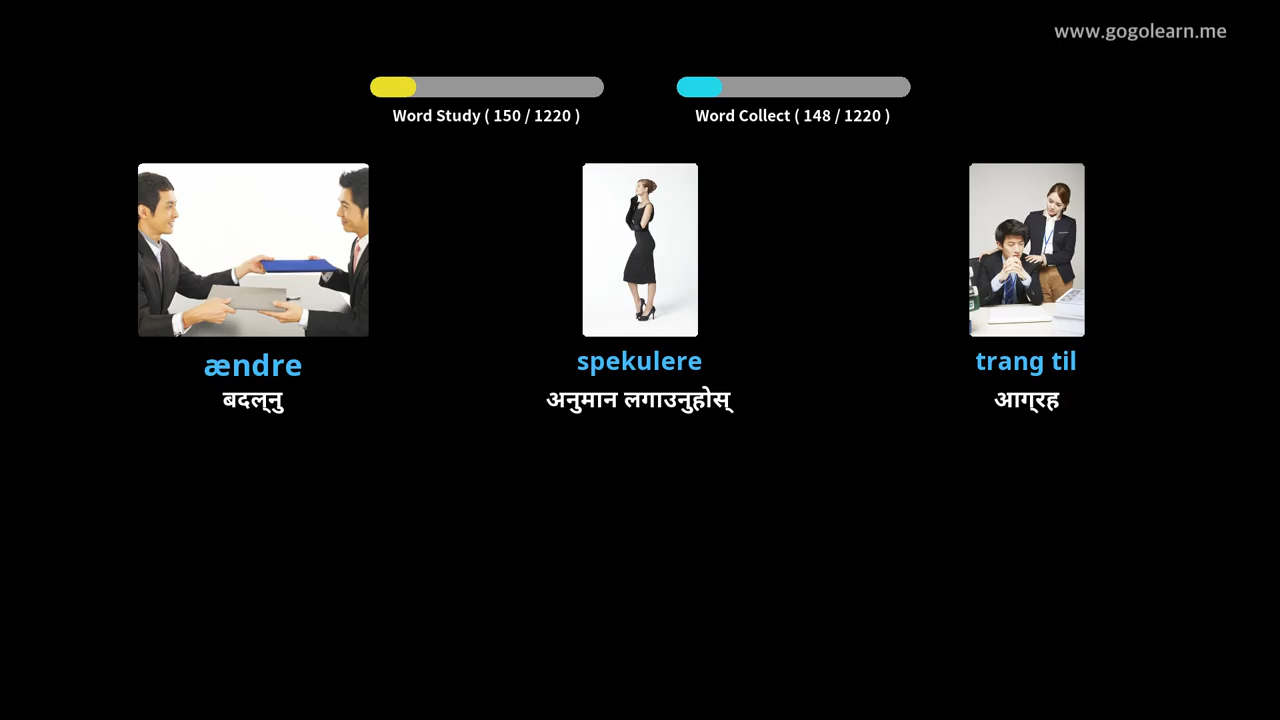 www.gogolearn.me
Word Study ( 150 / 1220 )
Word Collect ( 148 / 1220 )
ændre
बदल्नु
spekulere
अनुमान लगाउनुहोस्
trang til
आग्रह